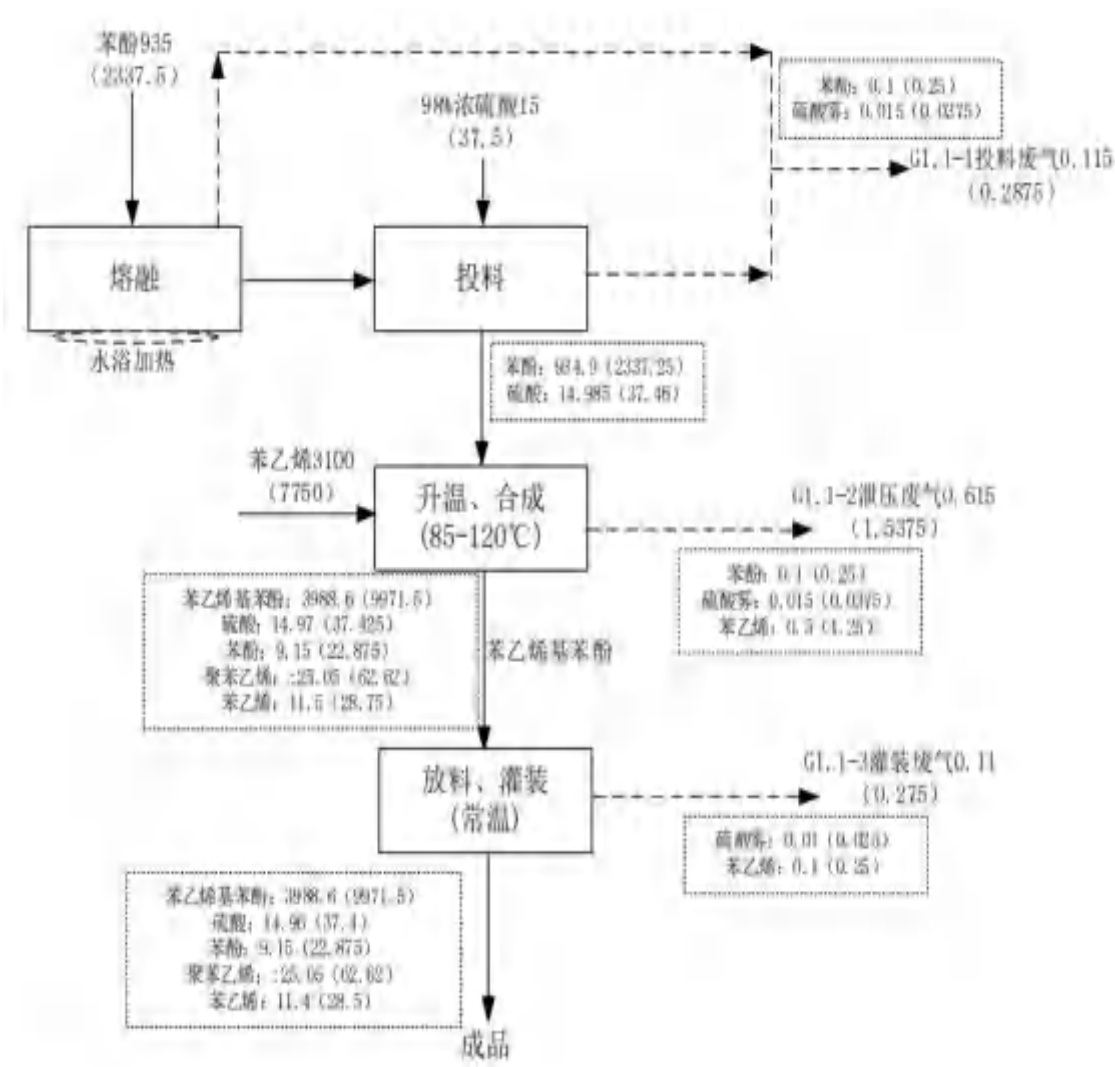 苯酚935
(2337.5)
98%浓硫酸15
(37.5)
苯酚：0.1 (0.25)
硫酸雾：0.015 (0.0375)
G1.1-1投料废气0.115
(0.2875)
熔融
投料
水浴加热
苯酚：934.9 (2337.25)
硫酸：14.985 (37.46)
苯乙烯3100
(7750)
升温、合成
(85-120℃)
G1.1-2泄压废气0.615
(1.5375)
苯酚：0.1 (0.25)
硫酸雾：0.015 (0.0375)
苯乙烯：0.5 (1.25)
苯乙烯基苯酚：3988.6 (9971.5)
硫酸：14.97 (37.425)
苯酚：9.15 (22.875)
聚苯乙烯：:25.05 (62.62)
苯乙烯：11.5 (28.75)
苯乙烯基苯酚
放料、灌装
(常温)
G1.1-3灌装废气0.11
(0.275)
硫酸雾：0.01 (0.025)
苯乙烯：0.1 (0.25)
苯乙烯基苯酚：3988.6 (9971.5)
硫酸：14.96 (37.4)
苯酚：9.15 (22.875)
聚苯乙烯：:25.05 (62.62)
苯乙烯：11.4 (28.5)
成品